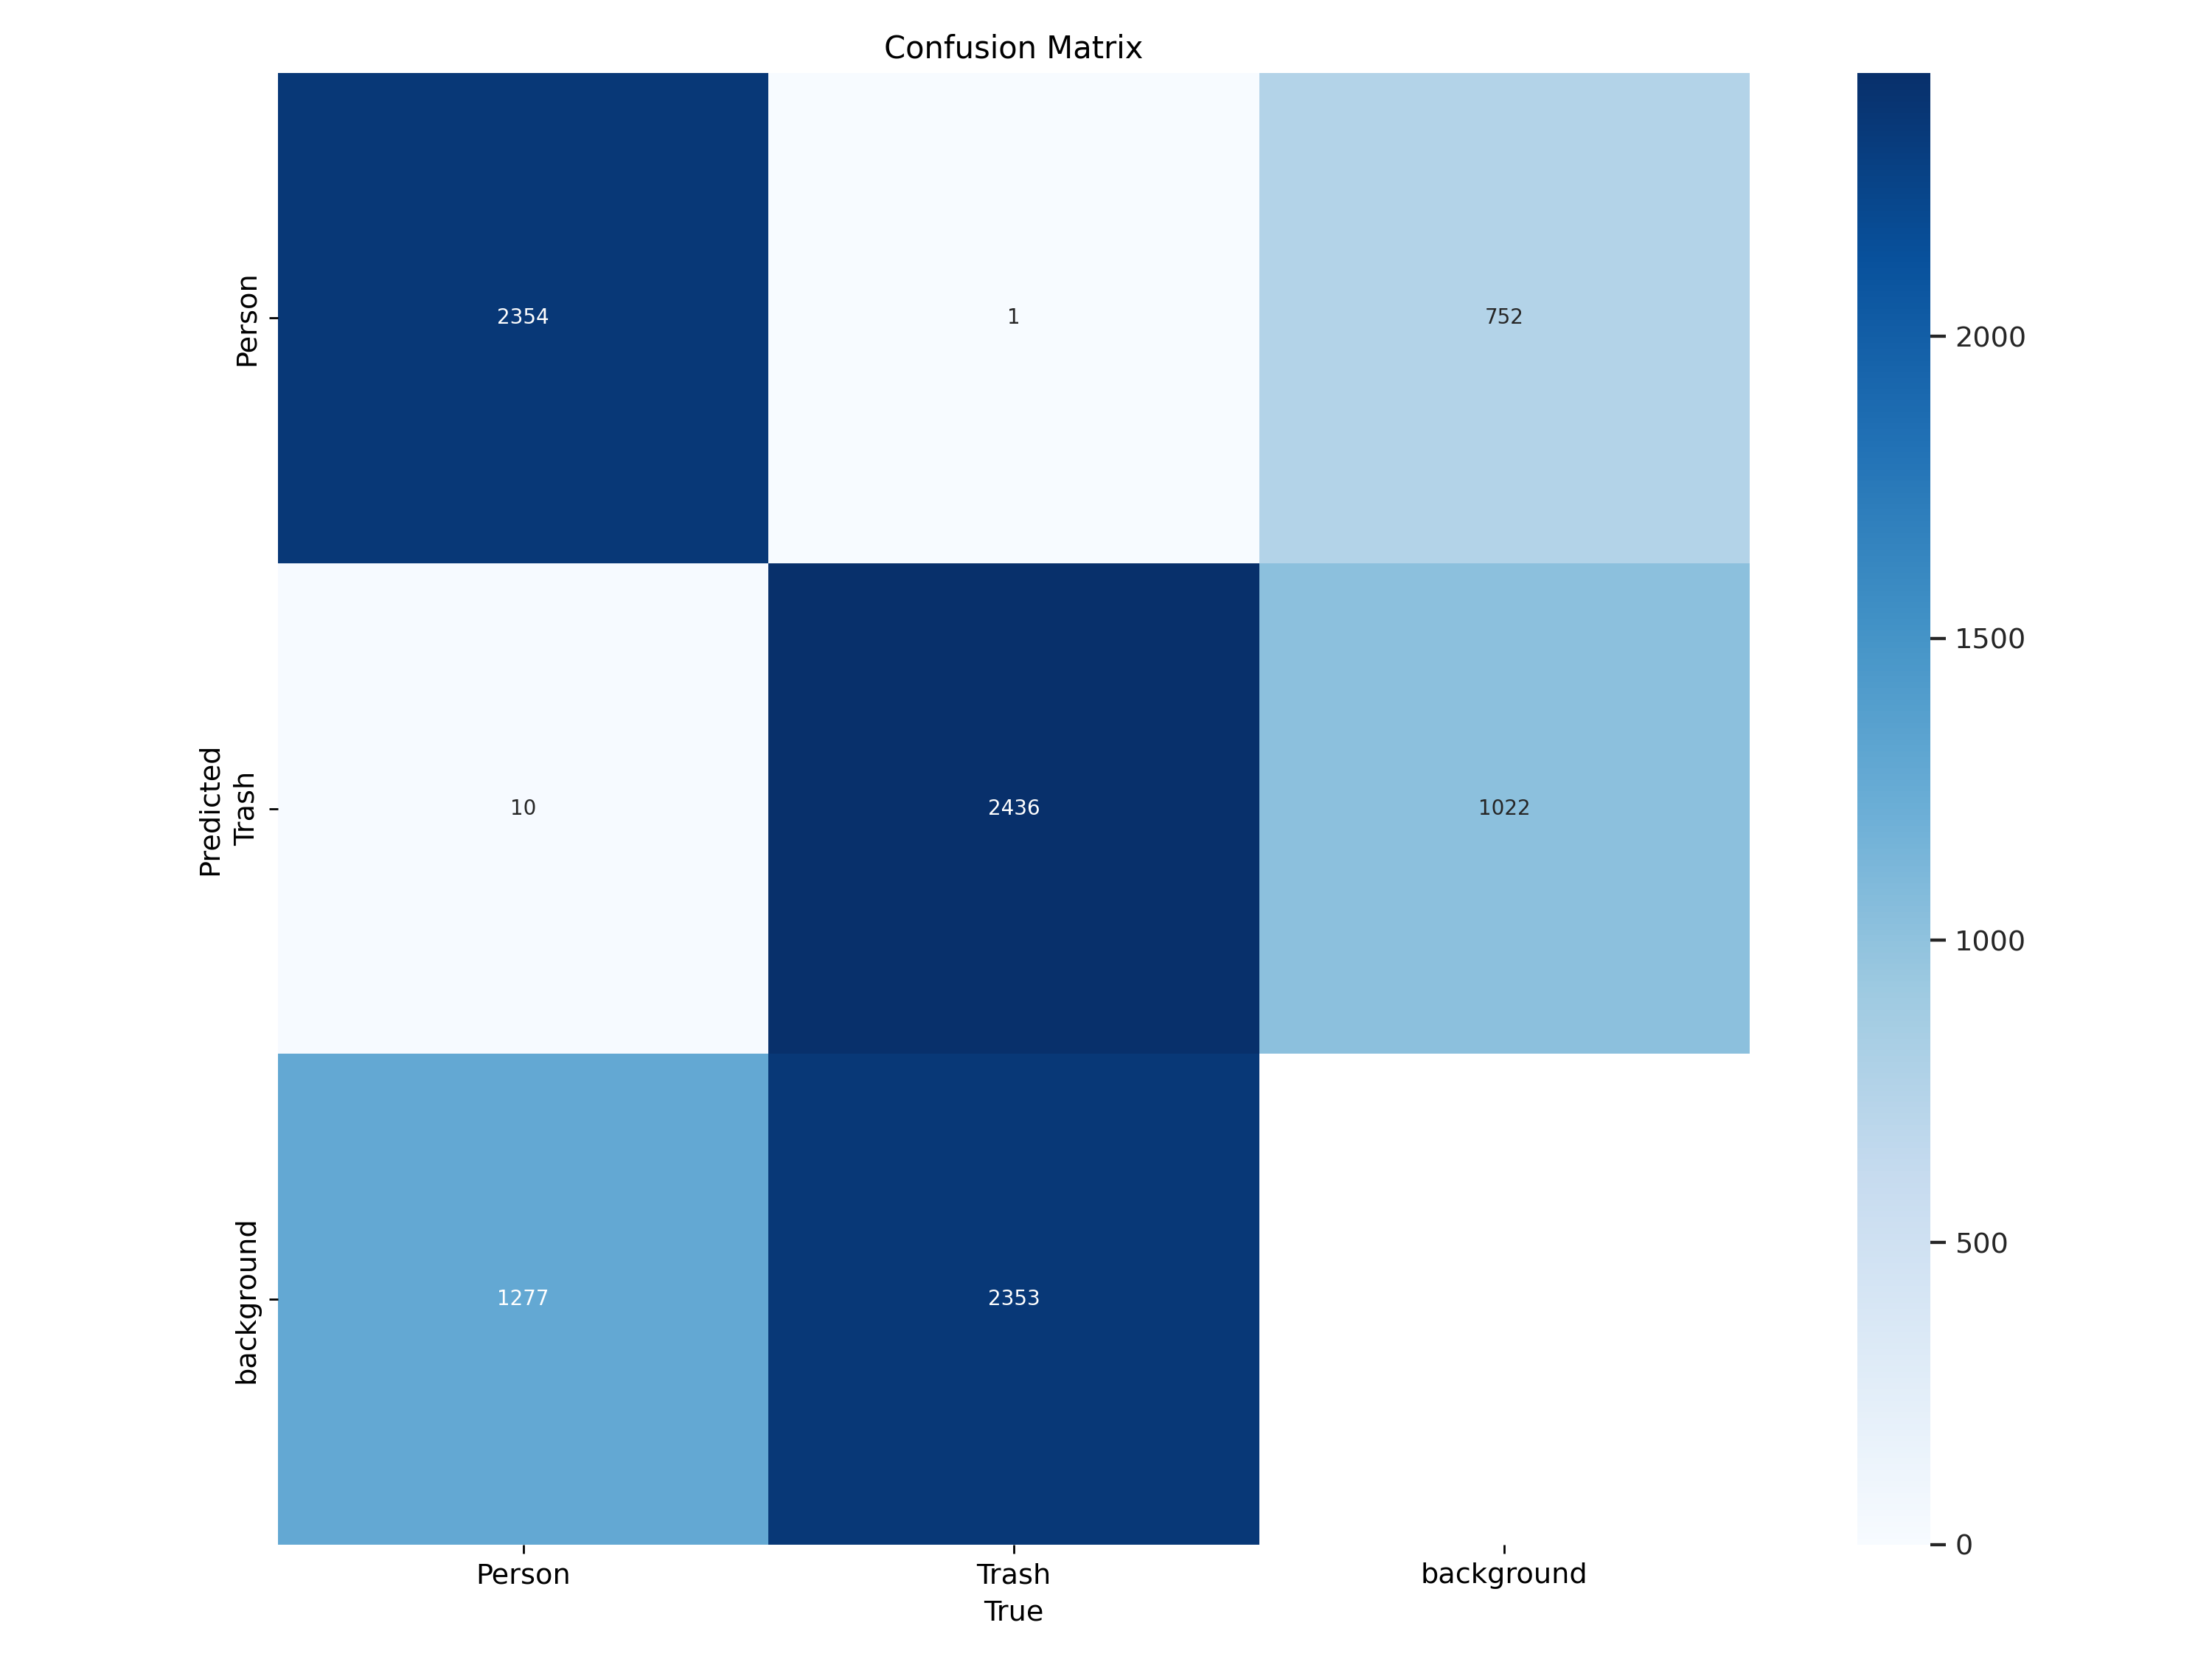 Confusion Matrix
Person
2354
1
752
2000
1500
Predicted
Trash
10
2436
1022
1000
background
1277
2353
500
0
Person
Trash
background
True